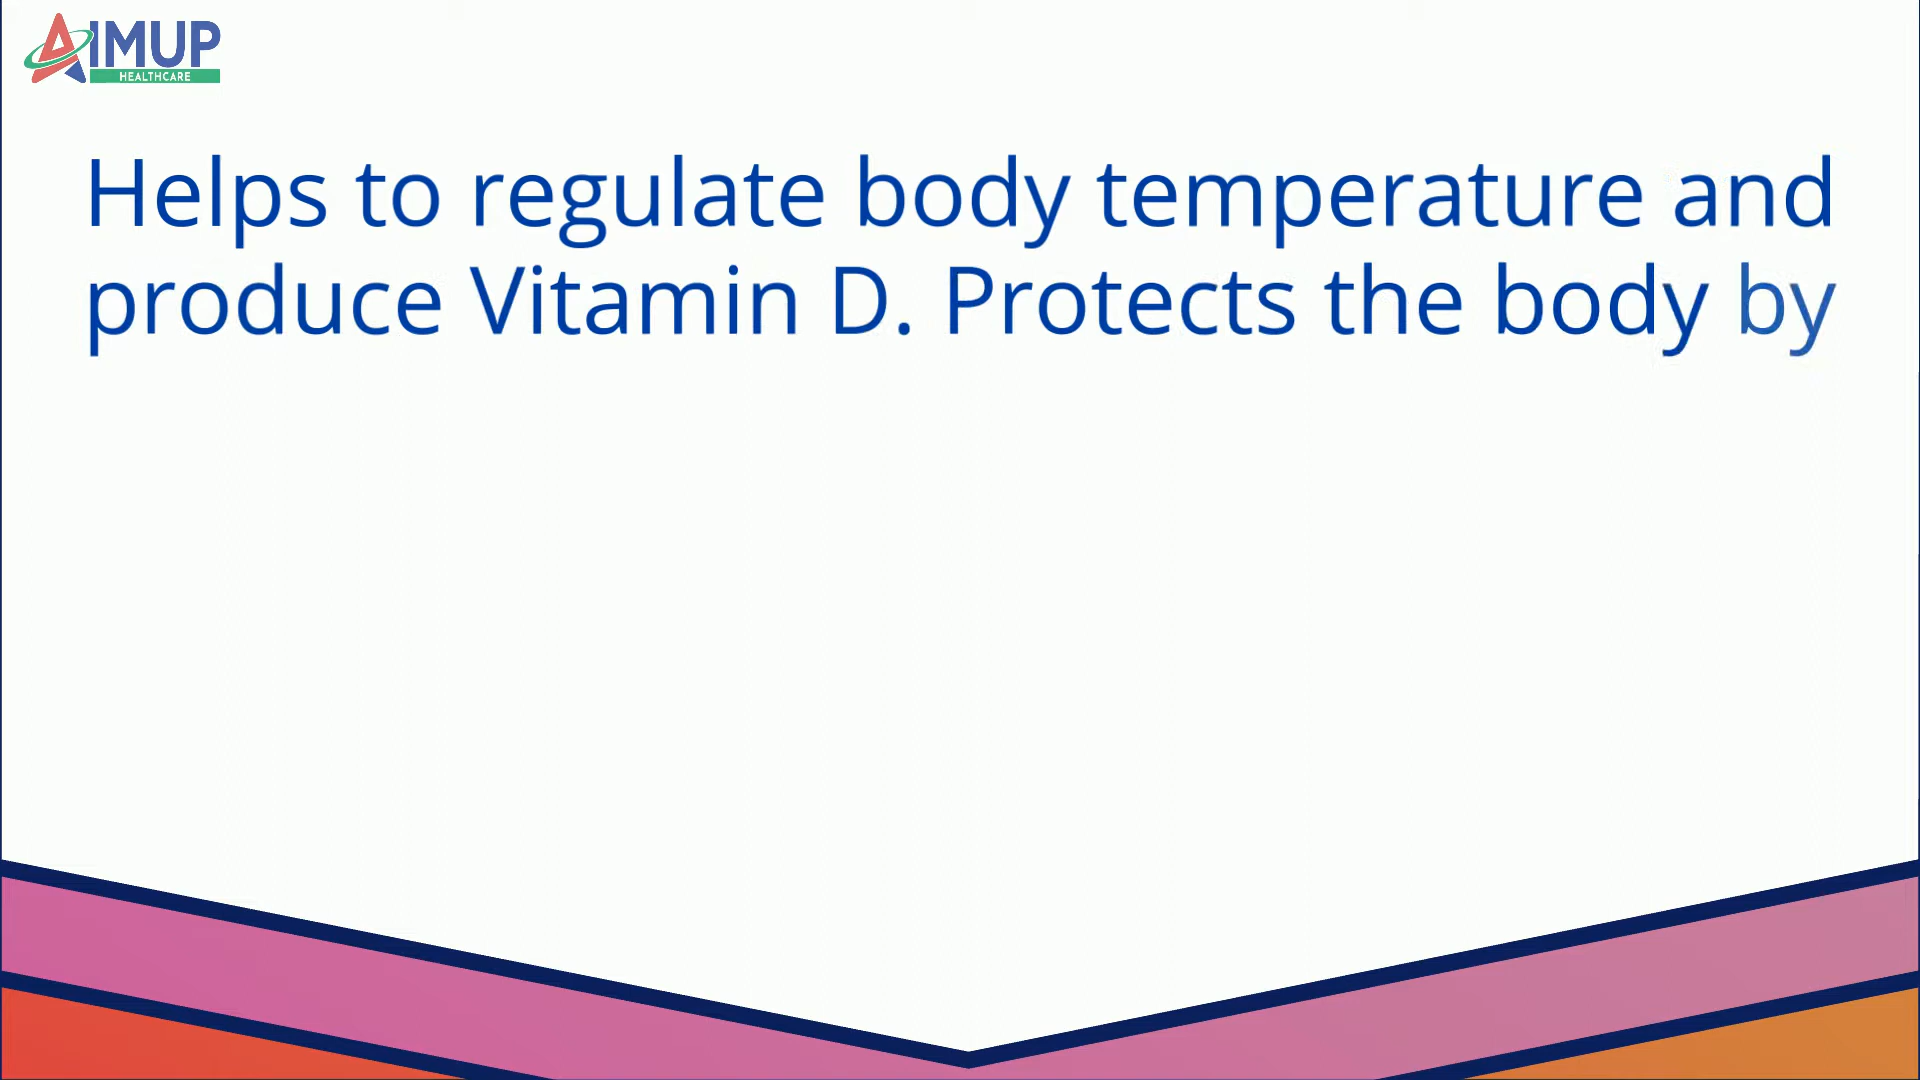 AIMUP
HEALTHCARE
Helps to regulate body temperature and
produce Vitamin D. Protects the body by